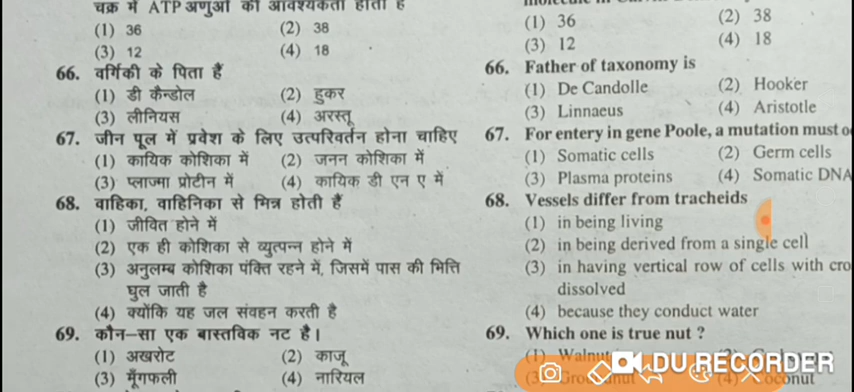 चक्र में ATP अणुओं की आवश्यकता होती है
(1) 36 (2) 38
(3) 12 (4) 18
66. वर्गिकी के पिता हैं
(1) डी कैन्डोल (2) हुकर
(3) लीनियस (4) अरस्तू
67. जीन पूल में प्रवेश के लिए उत्परिवर्तन होना चाहिए
(1) कायिक कोशिका में (2) जनन कोशिका में
(3) प्लाज्मा प्रोटीन में (4) कायिक डी एन ए में
68. वाहिका, वाहिनिका से भिन्न होती हैं
(1) जीवित होने में
(2) एक ही कोशिका से व्युत्पन्न होने में
(3) अनुलम्ब कोशिका पंक्ति रहने में, जिसमें पास की भित्ति
घुल जाती है
(4) क्योंकि यह जल संवहन करती है
69. कौन-सा एक बास्तविक नट है।
(1) अखरोट (2) काजू
(3) मूँगफली (4) नारियल
(1) 36 (2) 38
(3) 12 (4) 18
66. Father of taxonomy is
(1) De Candolle (2) Hooker
(3) Linnaeus (4) Aristotle
67. For entery in gene Poole, a mutation must
(1) Somatic cells (2) Germ cells
(3) Plasma proteins (4) Somatic DNA
68. Vessels differ from tracheids
(1) in being living
(2) in being derived from a single cell
(3) in having vertical row of cells with
dissolved
(4) because they conduct water
69. Which one is true nut ?
(1) Walnut
(4) Coconut
DU RECORDER